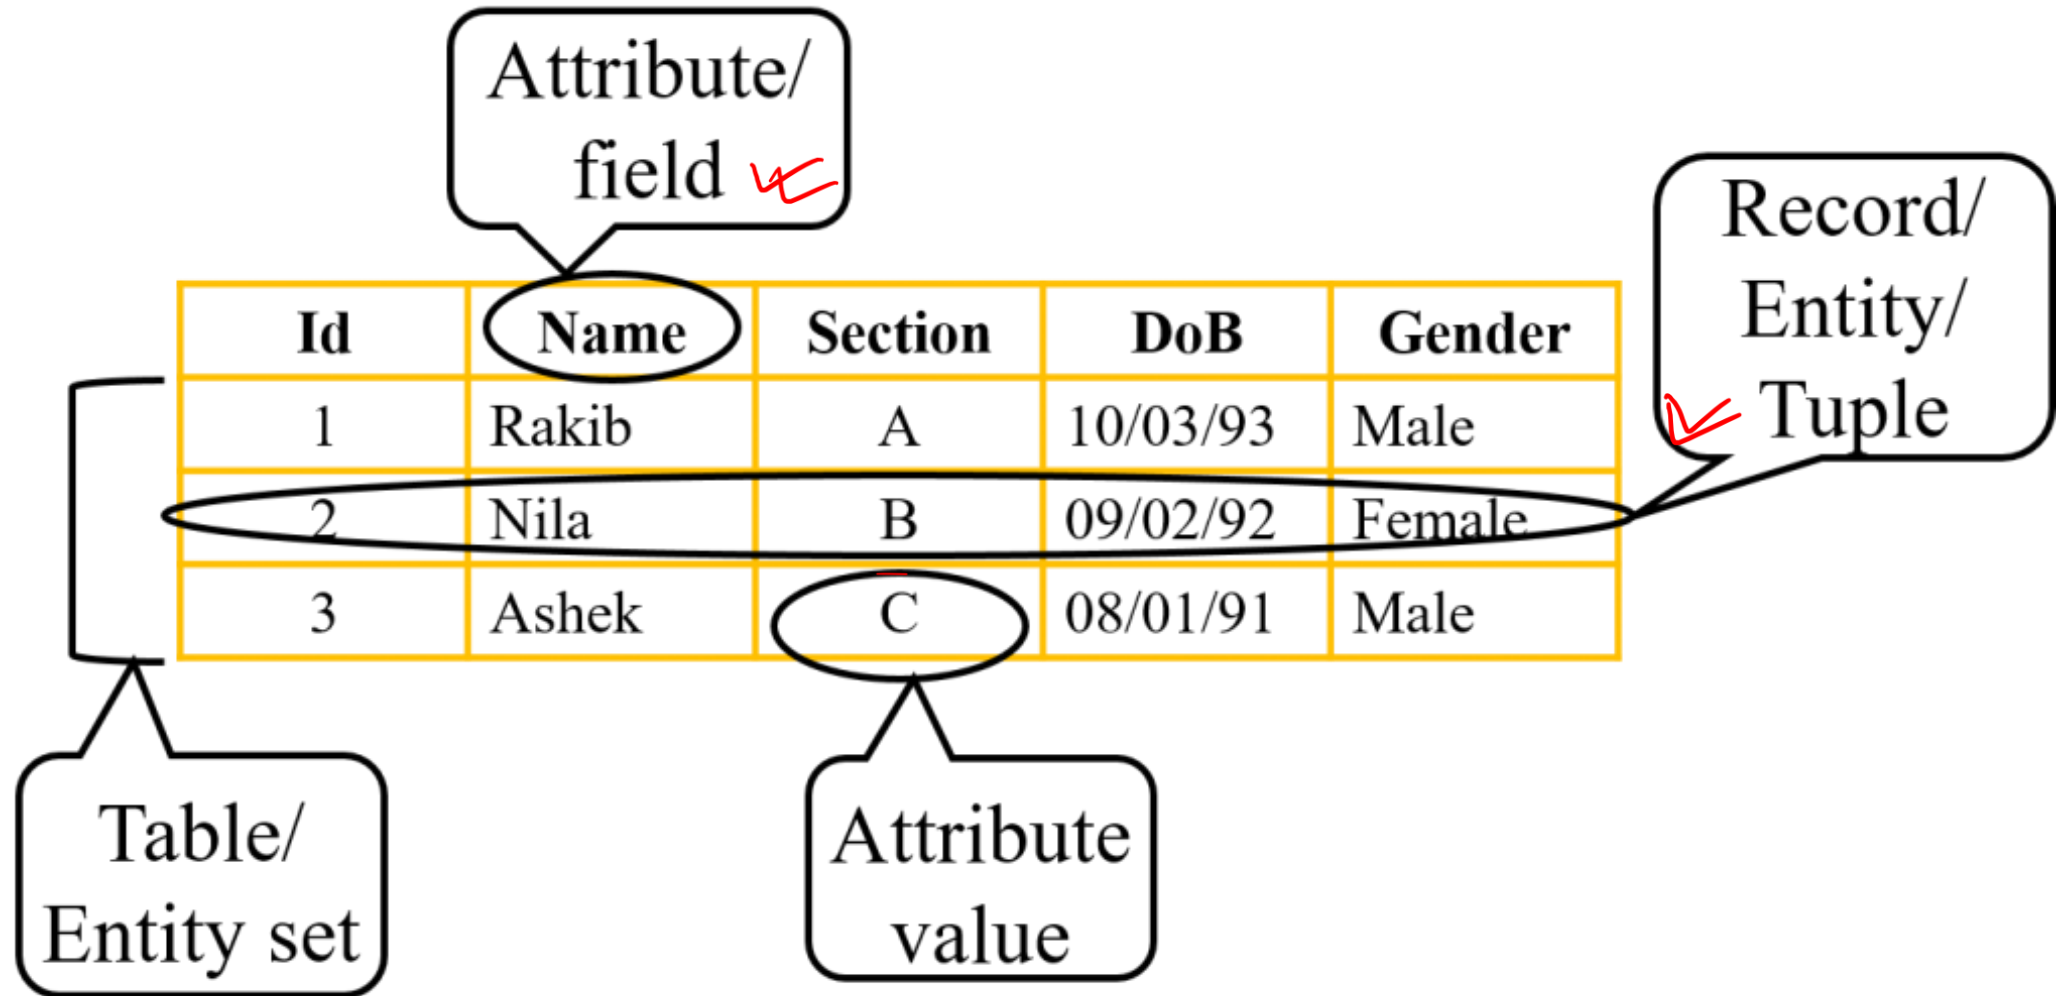 Attribute/
field
Record/
Entity/
Tuple
Id Name Section DoB Gender
1 Rakib A 10/03/93 Male
2 Nila B 09/02/92 Female
3 Ashek C 08/01/91 Male
Table/
Entity set
Attribute
value